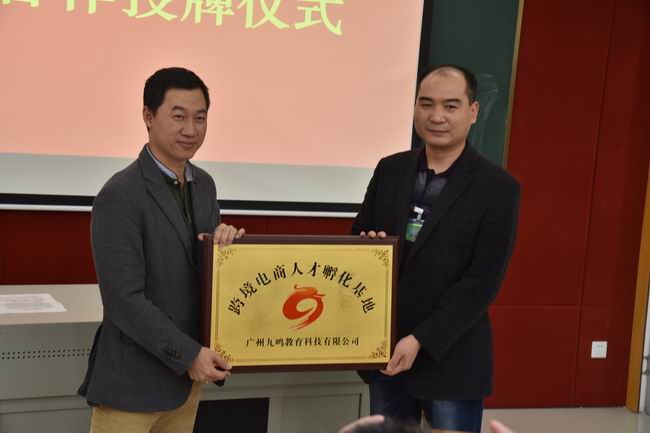 合作授牌仪式
跨境电商人才孵化基地
广州九鸣教育科技有限公司